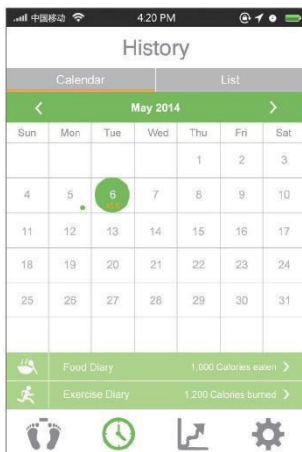 中国移动 4:20 PM
History
Calendar List
May 2014
Sun Mon Tue Wed Thu Fri Sat
1 2 3
4 5 6 7 8 9 10
11 12 13 14 15 16 17
18 19 20 21 22 23 24
25 26 27 28 29 30 31
Food Diary 1,000 Calories eaten
Exercise Diary 1,200 Calories burned